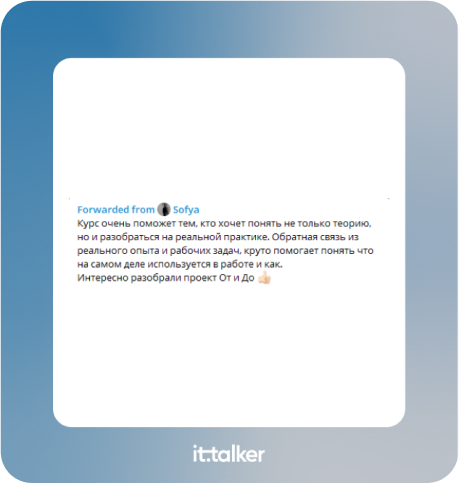 Forwarded from Sofya
Курс очень поможет тем, кто хочет понять не только теорию,
но и разобраться на реальной практике. Обратная связь из
реального опыта и рабочих задач, круто помогает понять что
на самом деле используется в работе и как.
Интересно разобрали проект От и До 👍🏻
it:talker